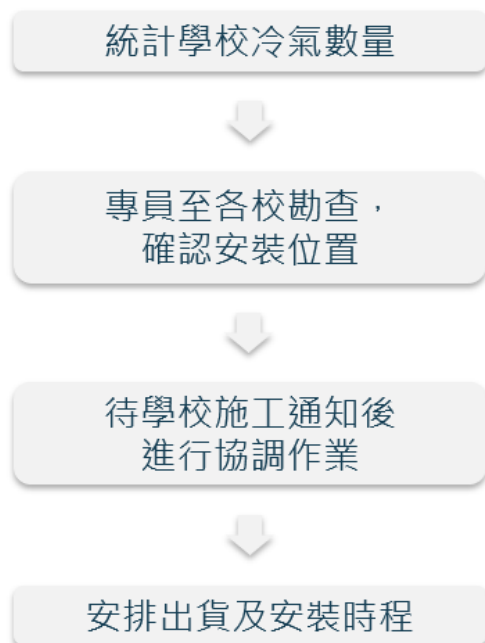 統計學校冷氣數量
專員至各校勘查，
確認安裝位置
待學校施工通知後
進行協調作業
安排出貨及安裝時程